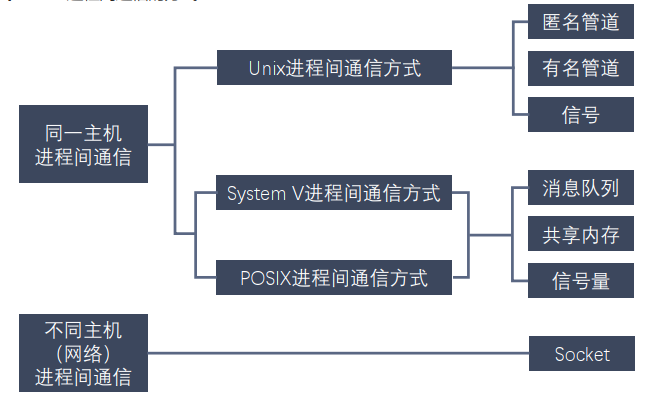 同一主机
进程间通信
Unix进程间通信方式
匿名管道
有名管道
信号
System V进程间通信方式
POSIX进程间通信方式
消息队列
共享内存
信号量
不同主机
（网络）
进程间通信
Socket